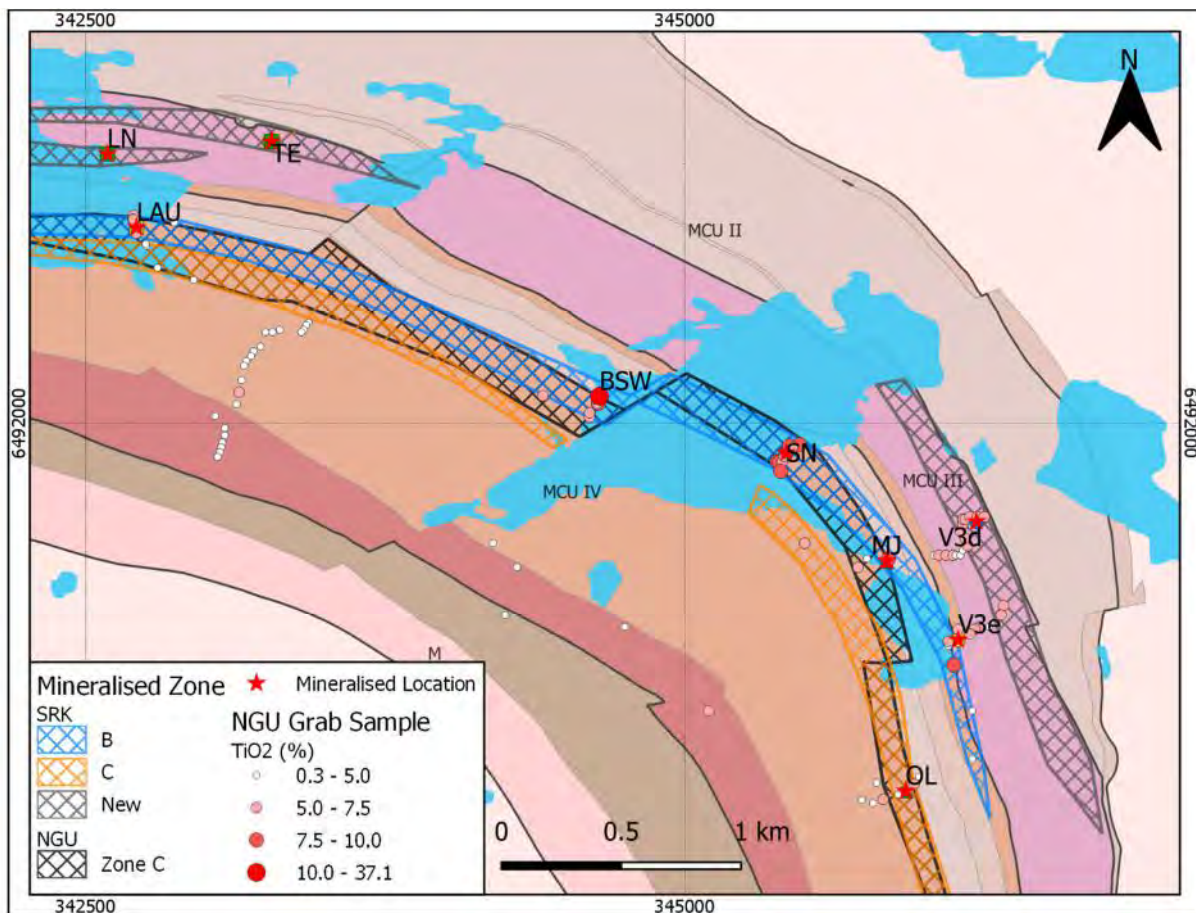 342500
345000
N
LN
TE
LAU
MCU II
BSW
6492000
6492000
SN
MCU III
MCU IV
V3d
MJ
V3e
M
OL
Mineralised Zone
SRK
B
C
New
NGU
Zone C
Mineralised Location
NGU Grab Sample
TiO2 (%)
0.3 - 5.0
5.0 - 7.5
7.5 - 10.0
10.0 - 37.1
0
0.5
1 km
342500
345000